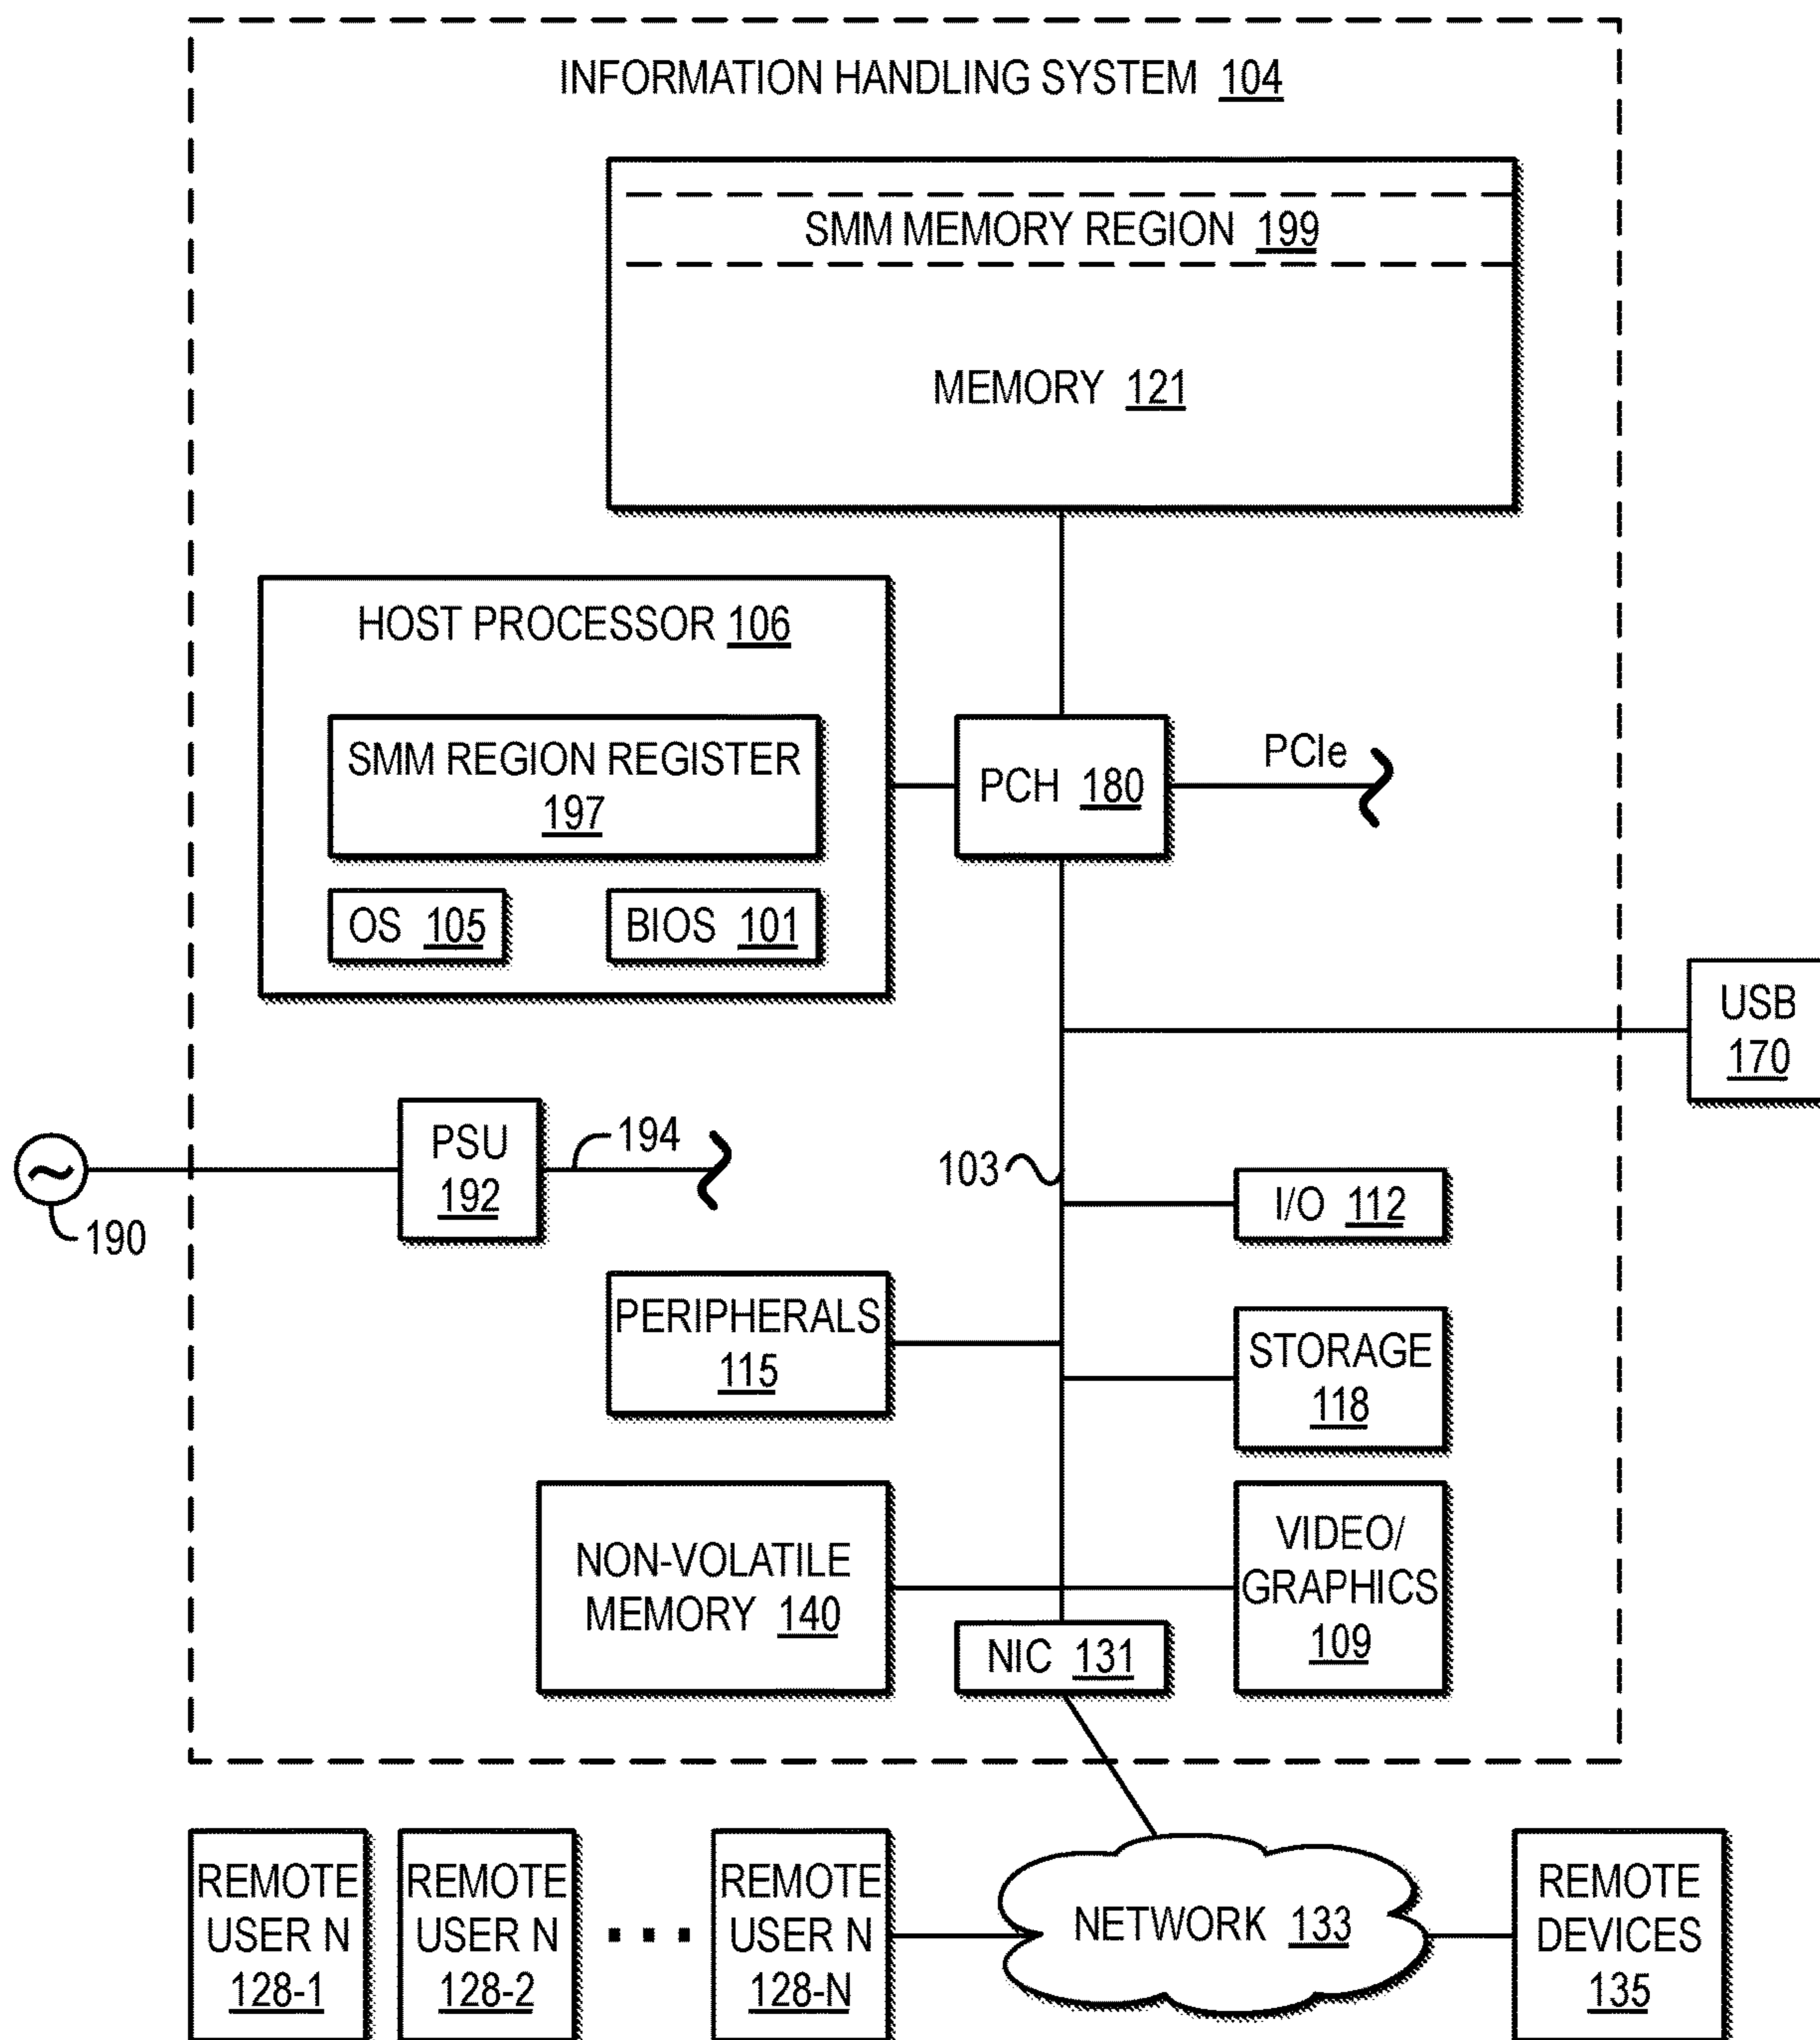 INFORMATION HANDLING SYSTEM 104
SMM MEMORY REGION 199
MEMORY 121
HOST PROCESSOR 106
SMM REGION REGISTER
197
OS 105
BIOS 101
PCH 180
PCIe
USB
170
PSU
192
194
190
103
I/O 112
PERIPHERALS
115
STORAGE
118
NON-VOLATILE
MEMORY 140
VIDEO/
GRAPHICS
109
NIC 131
REMOTE
USER N
128-1
REMOTE
USER N
128-2
REMOTE
USER N
128-N
NETWORK 133
REMOTE
DEVICES
135